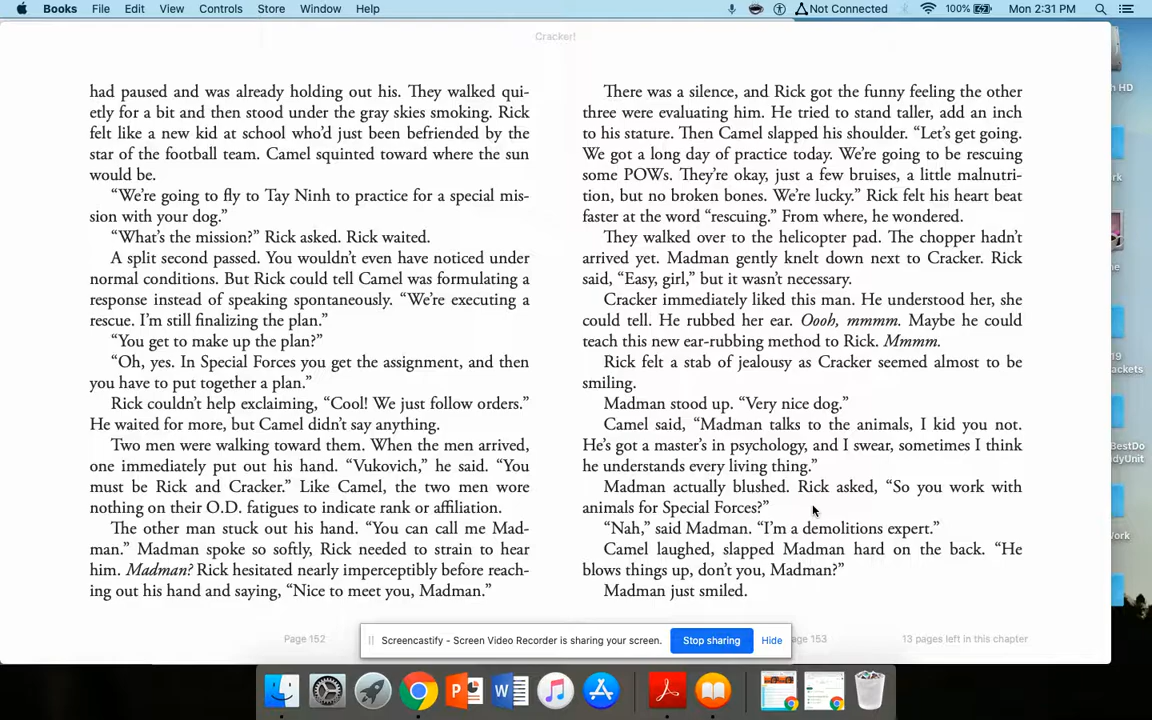 Books File Edit View Controls Store Window Help Not Connected 100% Mon 2:31 PM
Cracker!
had paused and was already holding out his. They walked qui-
etly for a bit and then stood under the gray skies smoking. Rick
felt like a new kid at school who’d just been befriended by the
star of the football team. Camel squinted toward where the sun
would be.
“We’re going to fly to Tay Ninh to practice for a special mis-
sion with your dog.”
“What’s the mission?” Rick asked. Rick waited.
A split second passed. You wouldn’t even have noticed under
normal conditions. But Rick could tell Camel was formulating a
response instead of speaking spontaneously. “We’re executing a
rescue. I’m still finalizing the plan.”
“You get to make up the plan?”
“Oh, yes. In Special Forces you get the assignment, and then
you have to put together a plan.”
Rick couldn’t help exclaiming, “Cool! We just follow orders.”
He waited for more, but Camel didn’t say anything.
Two men were walking toward them. When the men arrived,
one immediately put out his hand. “Vukovich,” he said. “You
must be Rick and Cracker.” Like Camel, the two men wore
nothing on their O.D. fatigues to indicate rank or affiliation.
The other man stuck out his hand. “You can call me Mad-
man.” Madman spoke so softly, Rick needed to strain to hear
him. Madman? Rick hesitated nearly imperceptibly before reach-
ing out his hand and saying, “Nice to meet you, Madman.”
Page 152
There was a silence, and Rick got the funny feeling the other
three were evaluating him. He tried to stand taller, add an inch
to his stature. Then Camel slapped his shoulder. “Let’s get going.
We got a long day of practice today. We’re going to be rescuing
some POWs. They’re okay, just a few bruises, a little malnutri-
tion, but no broken bones. We’re lucky.” Rick felt his heart beat
faster at the word “rescuing.” From where, he wondered.
They walked over to the helicopter pad. The chopper hadn’t
arrived yet. Madman gently knelt down next to Cracker. Rick
said, “Easy, girl,” but it wasn’t necessary.
Cracker immediately liked this man. He understood her, she
could tell. He rubbed her ear. Oooh, mmmm. Maybe he could
teach this new ear-rubbing method to Rick. Mmmm.
Rick felt a stab of jealousy as Cracker seemed almost to be
smiling.
Madman stood up. “Very nice dog.”
Camel said, “Madman talks to the animals, I kid you not.
He’s got a master’s in psychology, and I swear, sometimes I think
he understands every living thing.”
Madman actually blushed. Rick asked, “So you work with
animals for Special Forces?”
“Nah,” said Madman. “I’m a demolitions expert.”
Camel laughed, slapped Madman hard on the back. “He
blows things up, don’t you, Madman?”
Madman just smiled.
age 153
13 pages left in this chapter
Screencastify - Screen Video Recorder is sharing your screen. Stop sharing Hide
HD
rk
ne
19
ackets
BestDo
dyUnit
Work